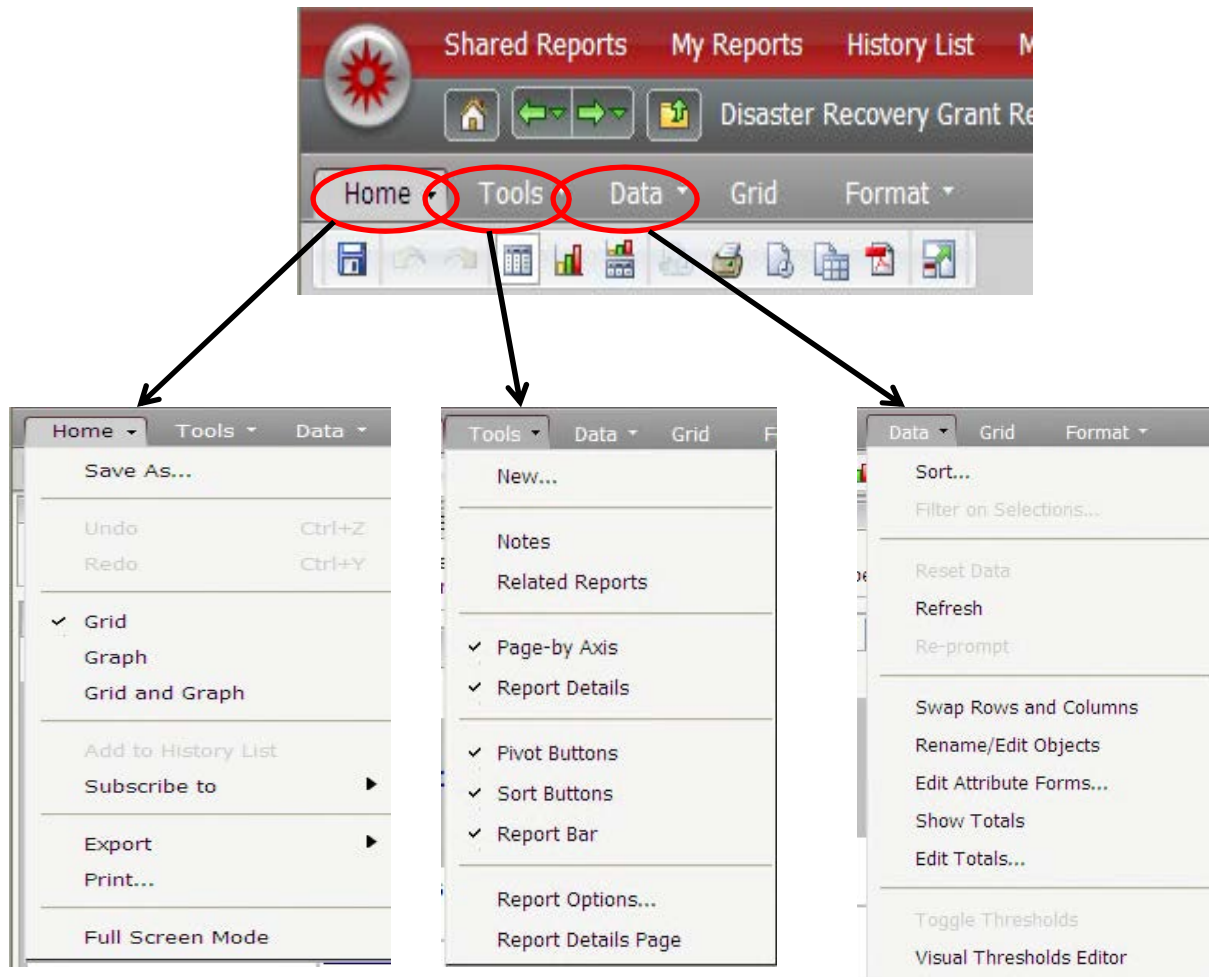 Shared Reports My Reports History List M
Disaster Recovery Grant Re
Home Tools Data Grid Format
Home Tools Data
Save As...
Undo Ctrl+Z
Redo Ctrl+Y
Grid
Graph
Grid and Graph
Add to History List
Subscribe to
Export
Print...
Full Screen Mode
Tools Data Grid F
New...
Notes
Related Reports
Page-by Axis
Report Details
Pivot Buttons
Sort Buttons
Report Bar
Report Options...
Report Details Page
Data Grid Format
Sort...
Filter on Selections...
Reset Data
Refresh
Re-prompt
Swap Rows and Columns
Rename/Edit Objects
Edit Attribute Forms...
Show Totals
Edit Totals...
Toggle Thresholds
Visual Thresholds Editor